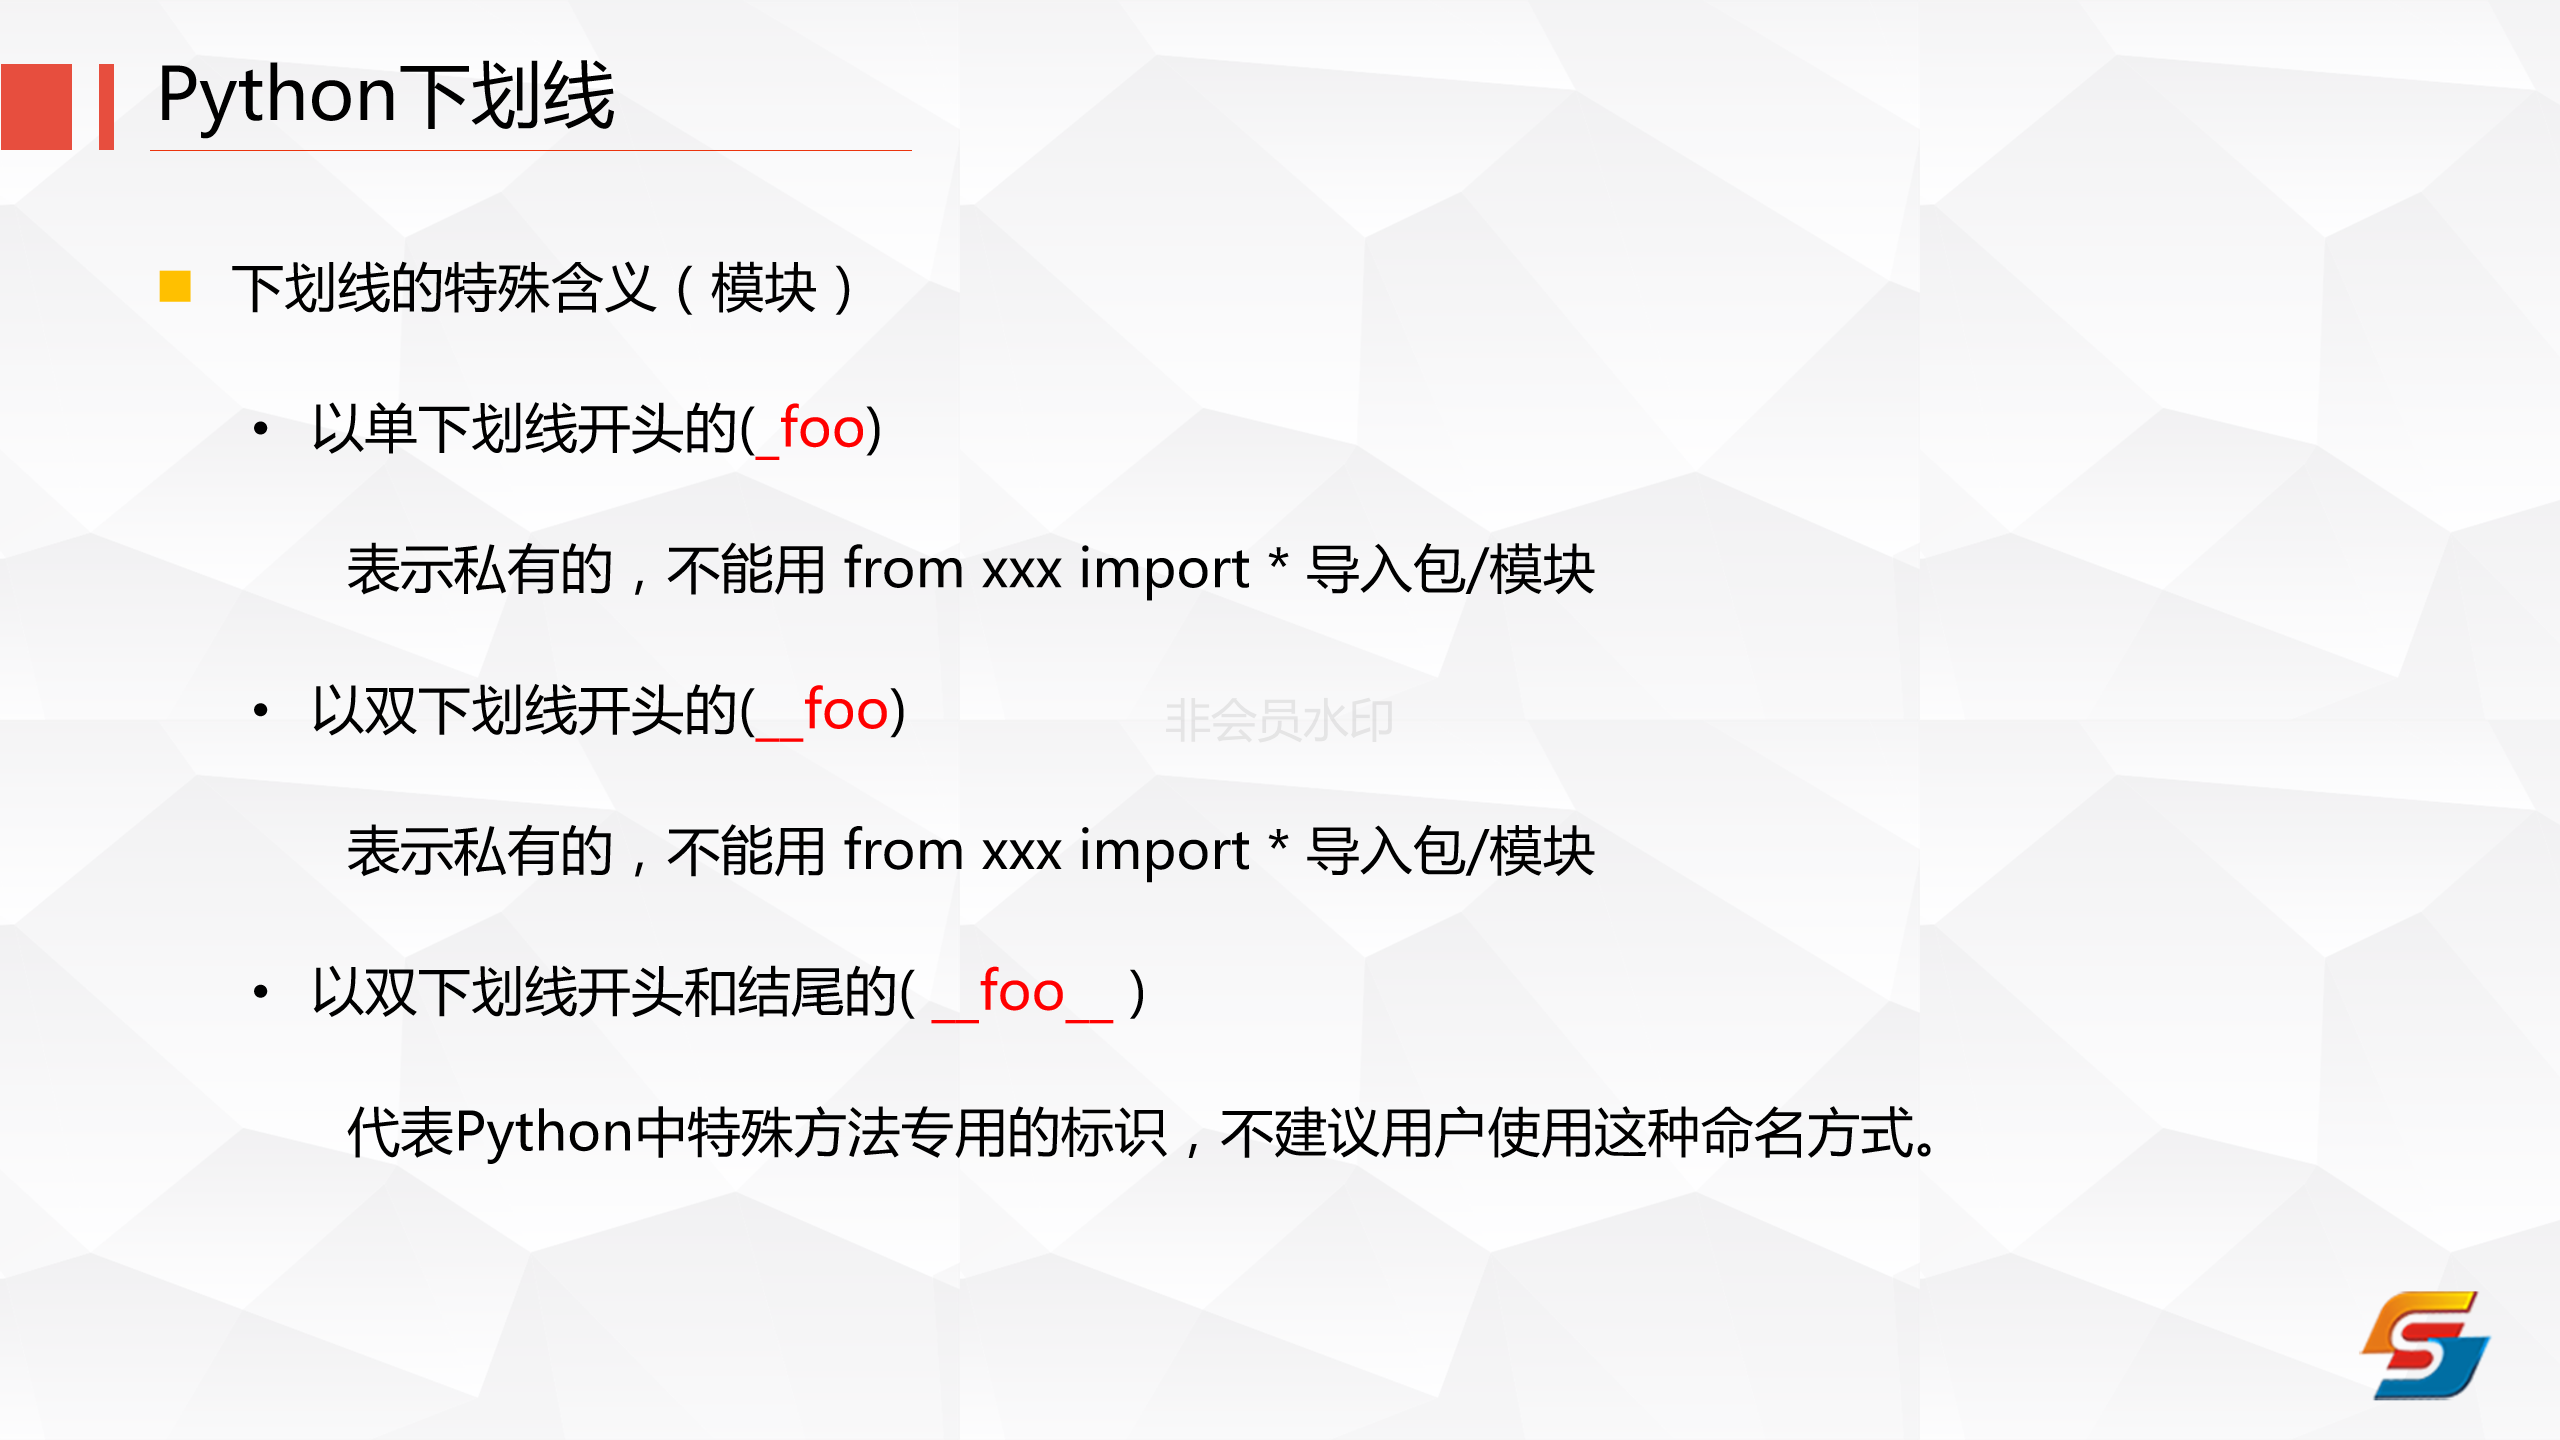 Python下划线
下划线的特殊含义（模块）
以单下划线开头的(_foo)
表示私有的，不能用 from xxx import * 导入包/模块
以双下划线开头的(__foo)
非会员水印
表示私有的，不能用 from xxx import * 导入包/模块
以双下划线开头和结尾的( __foo__ )
代表Python中特殊方法专用的标识，不建议用户使用这种命名方式。